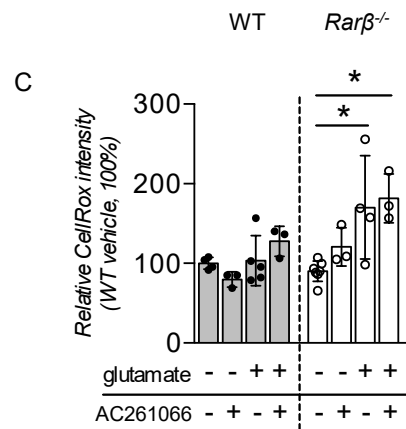 WT Rarβ-/-
C
* 
*
Relative CellRox intensity
(WT vehicle, 100%)
300
200
100
0
glutamate - - + + - - + +
AC261066 - + - + - + - +